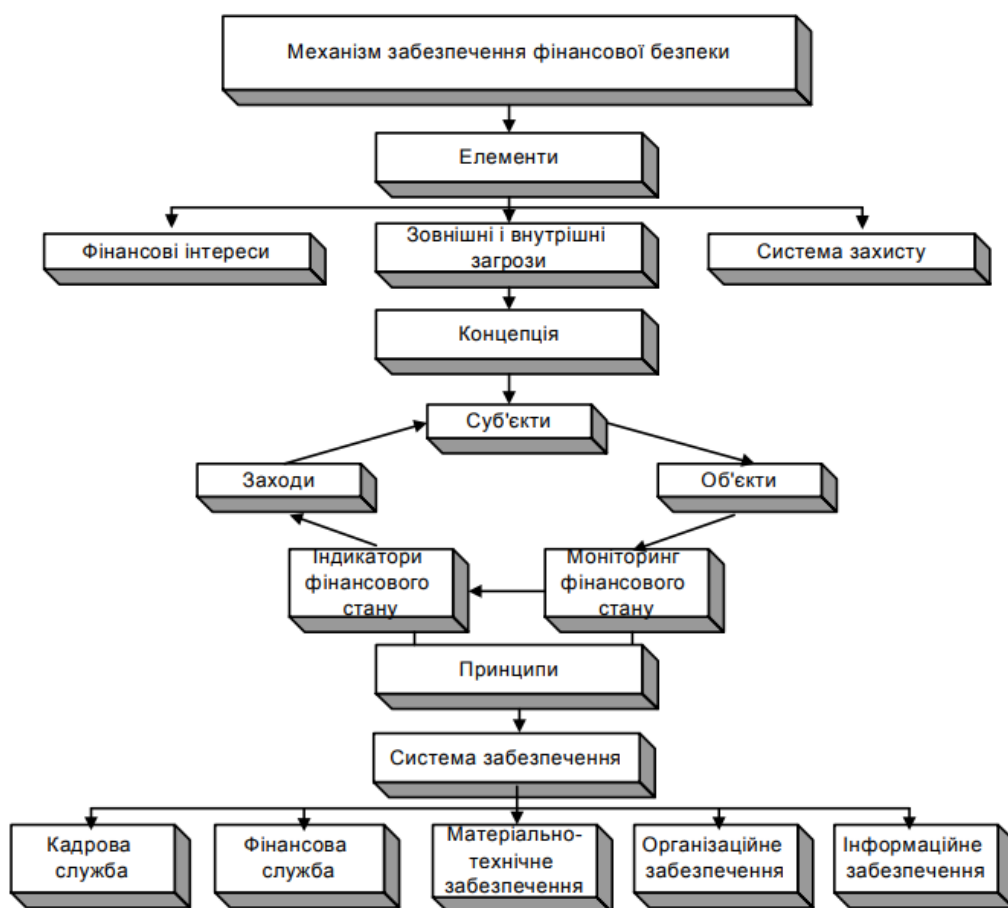 Механізм забезпечення фінансової безпеки
Елементи
Фінансові інтереси
Зовнішні і внутрішні
загрози
Система захисту
Концепція
Суб'єкти
Заходи
Об'єкти
Індикатори
фінансового
стану
Моніторинг
фінансового
стану
Принципи
Система забезпечення
Кадрова
служба
Фінансова
служба
Матеріально-
технічне
забезпечення
Організаційне
забезпечення
Інформаційне
забезпечення